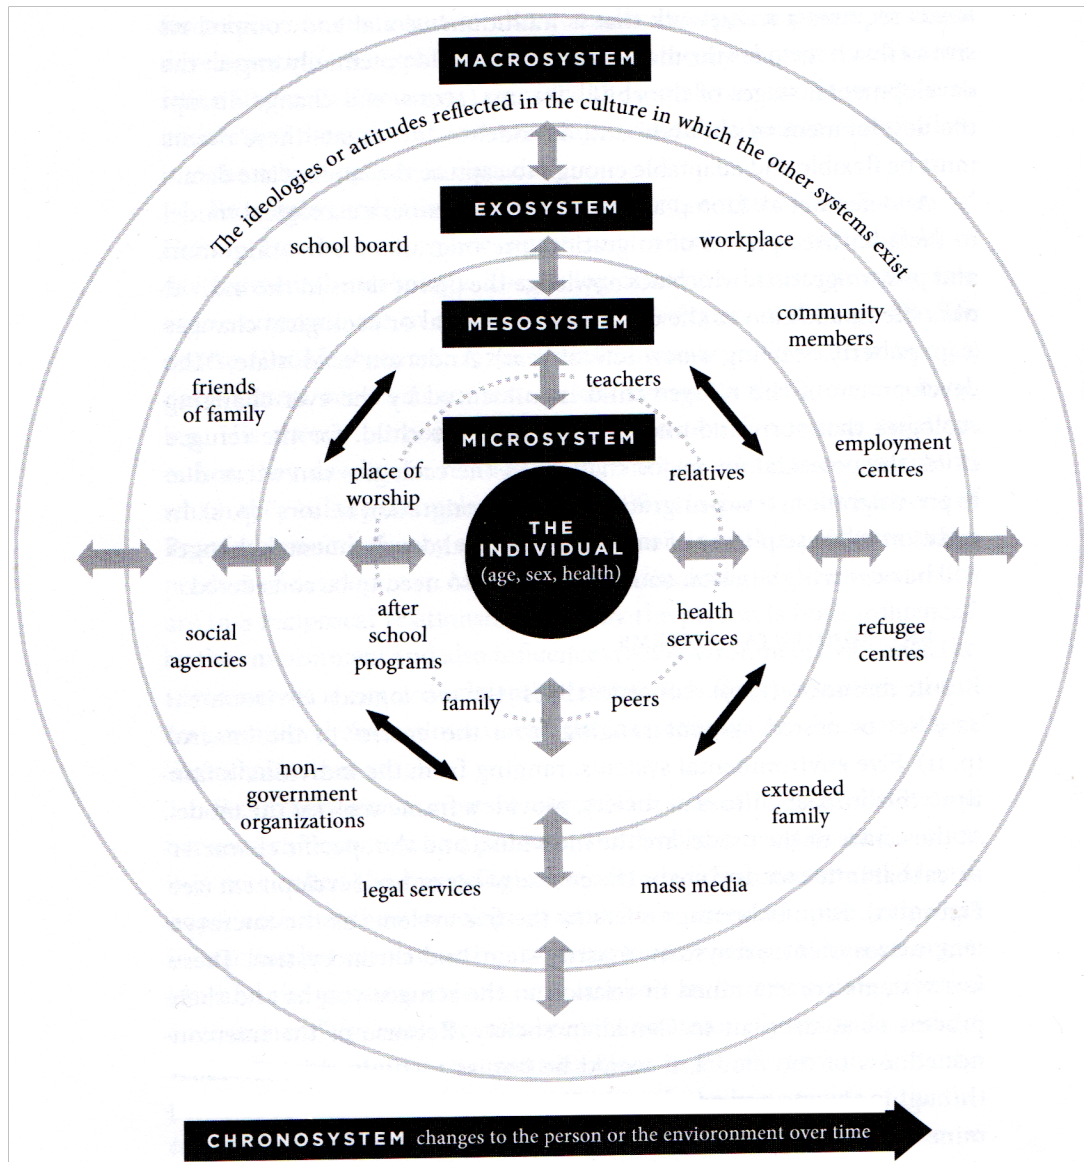 MACROSYSTEM
The ideologies or attitudes reflected in the culture in which the other systems exist
EXOSYSTEM
school board
workplace
MESOSYSTEM
community
members
friends
of family
teachers
MICROSYSTEM
employment
centres
place of
worship
relatives
THE
INDIVIDUAL
(age, sex, health)
after
school
programs
health
services
social
agencies
refugee
centres
family
peers
non-
government
organizations
extended
family
legal services
mass media
CHRONOSYSTEM changes to the person or the envioronment over time